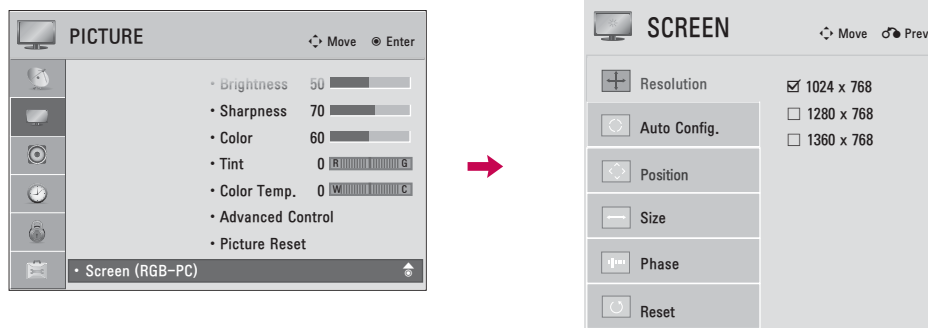 PICTURE
Move Enter
• Brightness 50
• Sharpness 70
• Color 60
• Tint 0 R G
• Color Temp. 0 W C
• Advanced Control
• Picture Reset
• Screen (RGB-PC)
SCREEN
Move Prev
Resolution
Auto Config.
Position
Size
Phase
Reset
1024 x 768
1280 x 768
1360 x 768